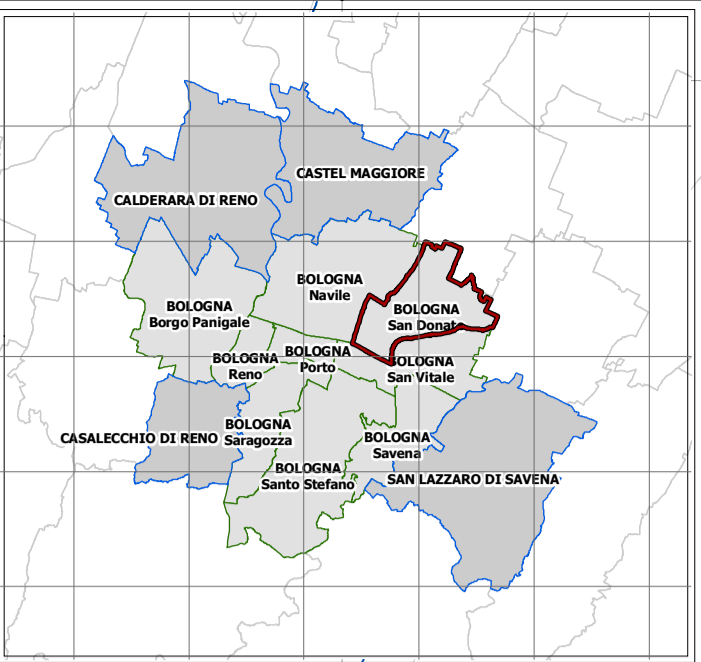 CASTEL MAGGIORE
CALDERARA DI RENO
BOLOGNA
Navile
BOLOGNA
Borgo Panigale
BOLOGNA
San Donato
BOLOGNA
Reno
BOLOGNA
Porto
BOLOGNA
San Vitale
CASALECCHIO DI RENO
BOLOGNA
Saragozza
BOLOGNA
Savena
BOLOGNA
Santo Stefano
SAN LAZZARO DI SAVENA